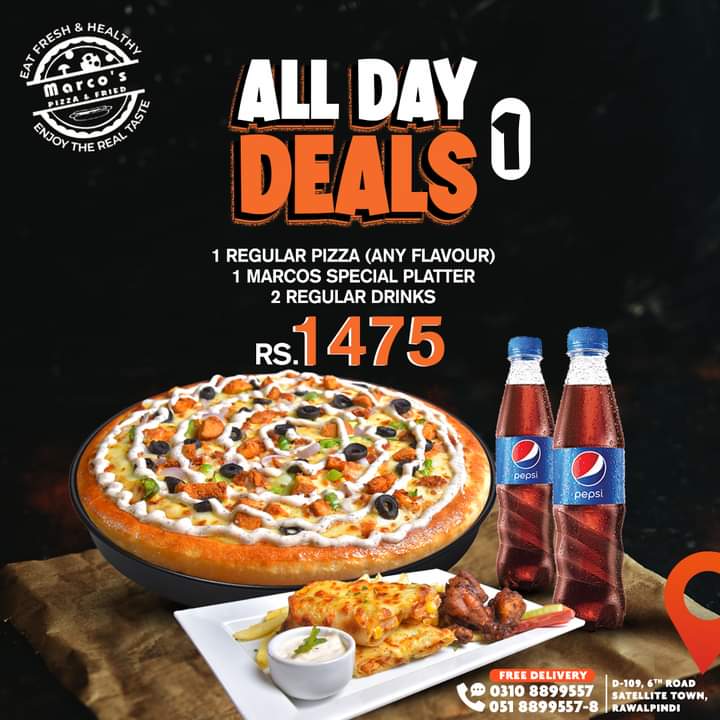 EAT FRESH & HEALTHY
Marco's
PIZZA & FRIED
ENJOY THE REAL TASTE
ALL DAY
DEALS 1
1 REGULAR PIZZA (ANY FLAVOUR)
1 MARCOS SPECIAL PLATTER
2 REGULAR DRINKS
RS.1475
pepsi
pepsi
FREE DELIVERY
0310 8899557
051 8899557-8
D-109, 6TH ROAD
SATELLITE TOWN,
RAWALPINDI